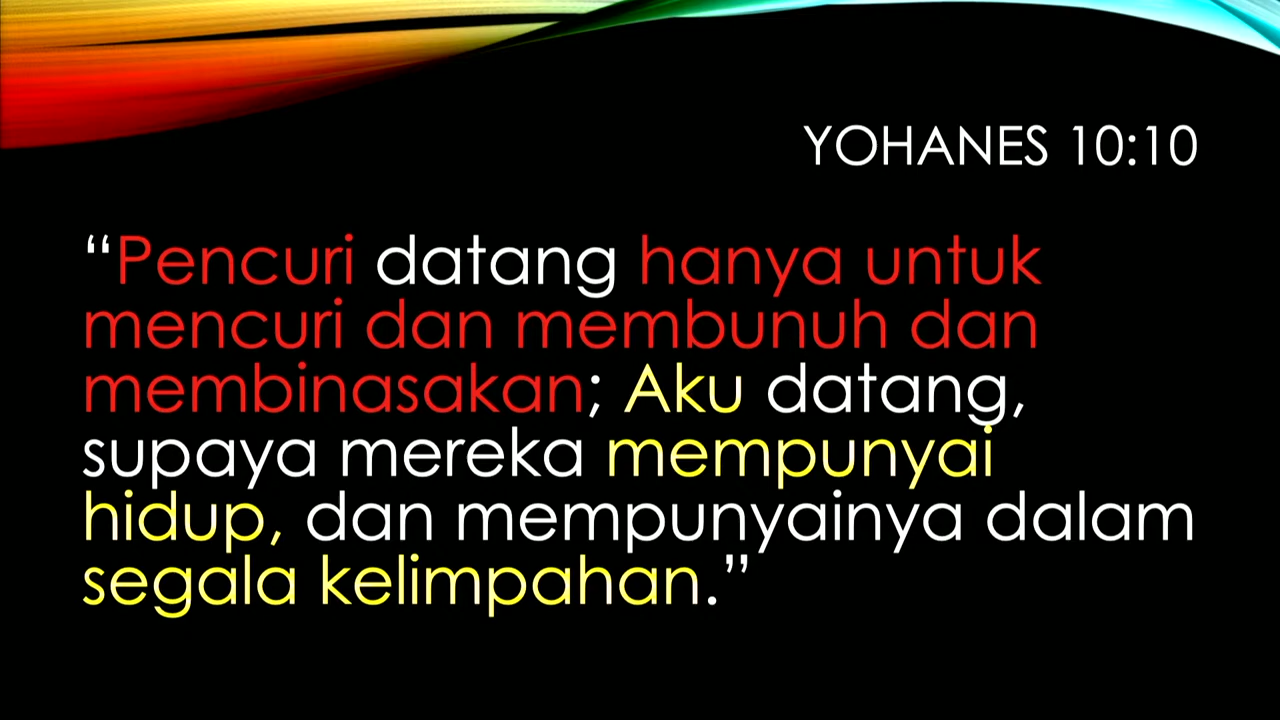 YOHANES 10:10
“Pencuri datang hanya untuk
mencuri dan membunuh dan
membinasakan; Aku datang,
supaya mereka mempunyai
hidup, dan mempunyainya dalam
segala kelimpahan.”